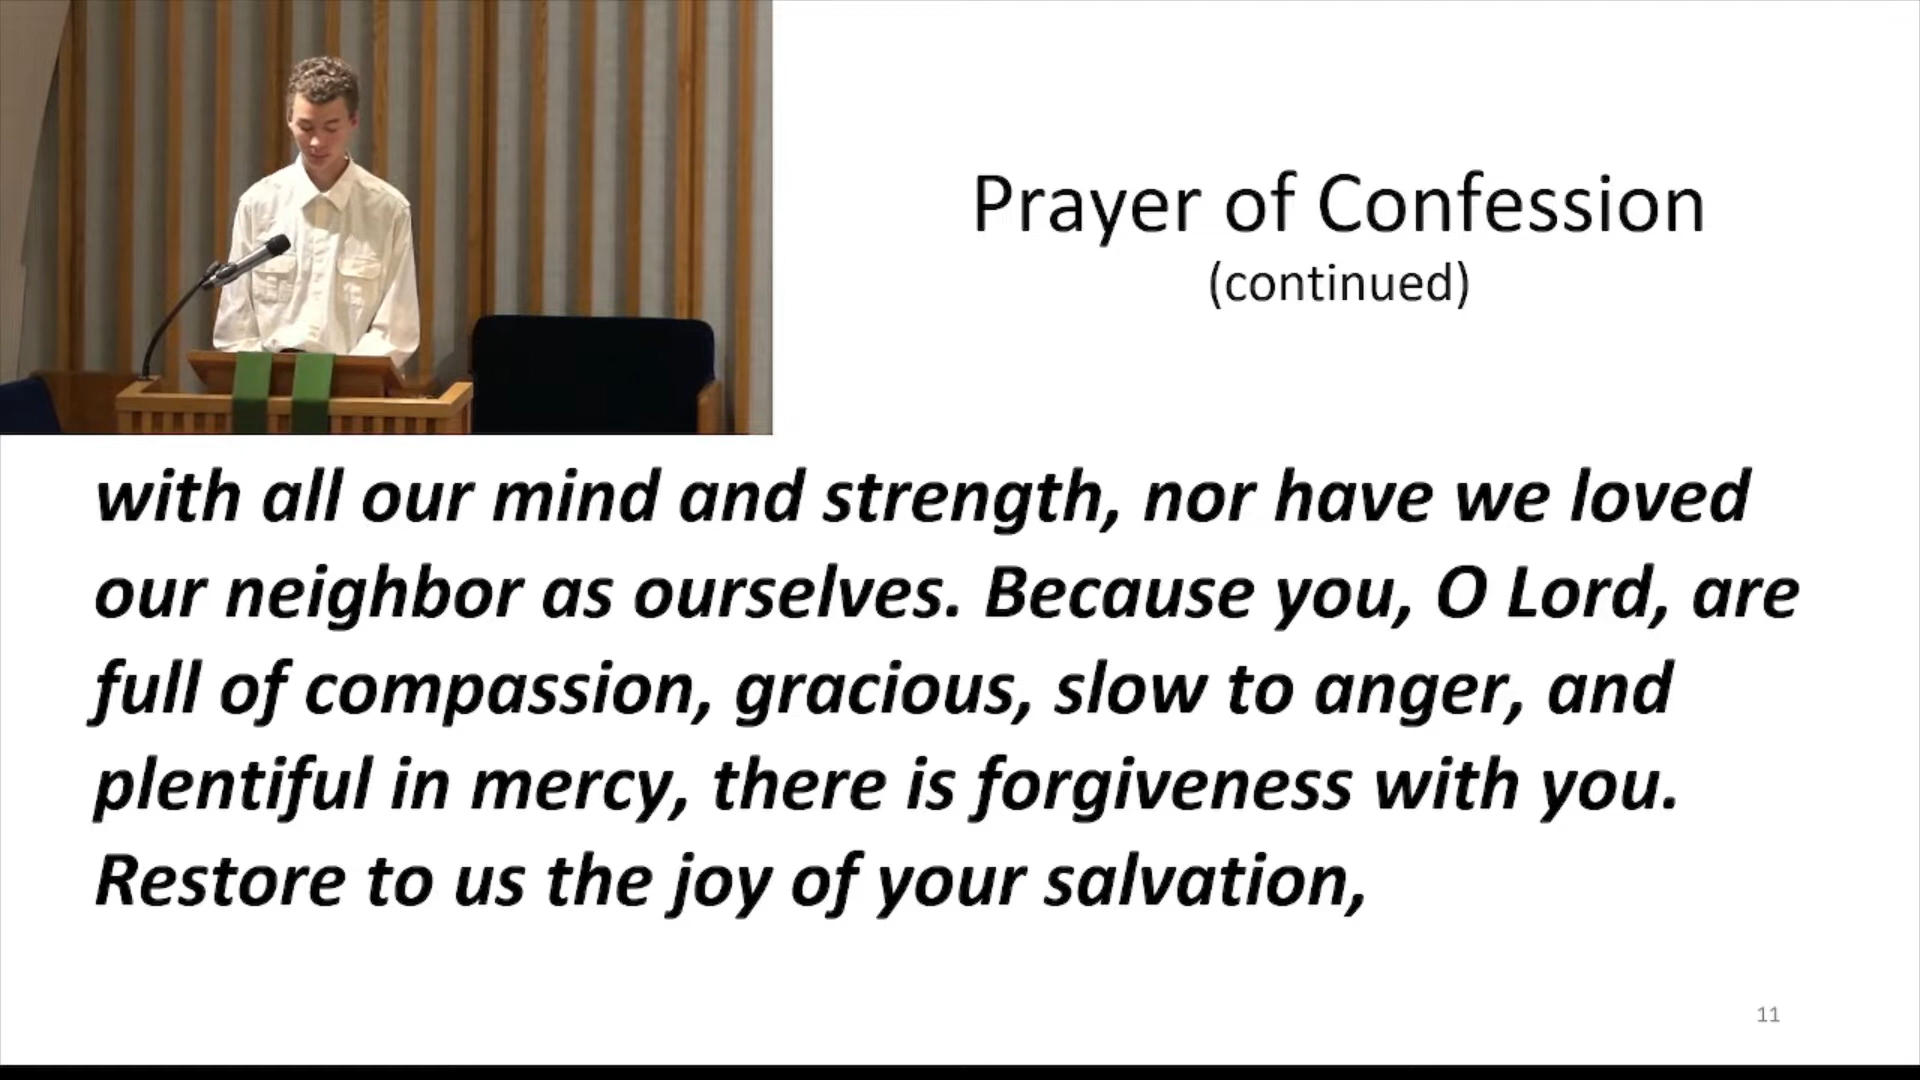 Prayer of Confession
(continued)
with all our mind and strength, nor have we loved
our neighbor as ourselves. Because you, O Lord, are
full of compassion, gracious, slow to anger, and
plentiful in mercy, there is forgiveness with you.
Restore to us the joy of your salvation,
11